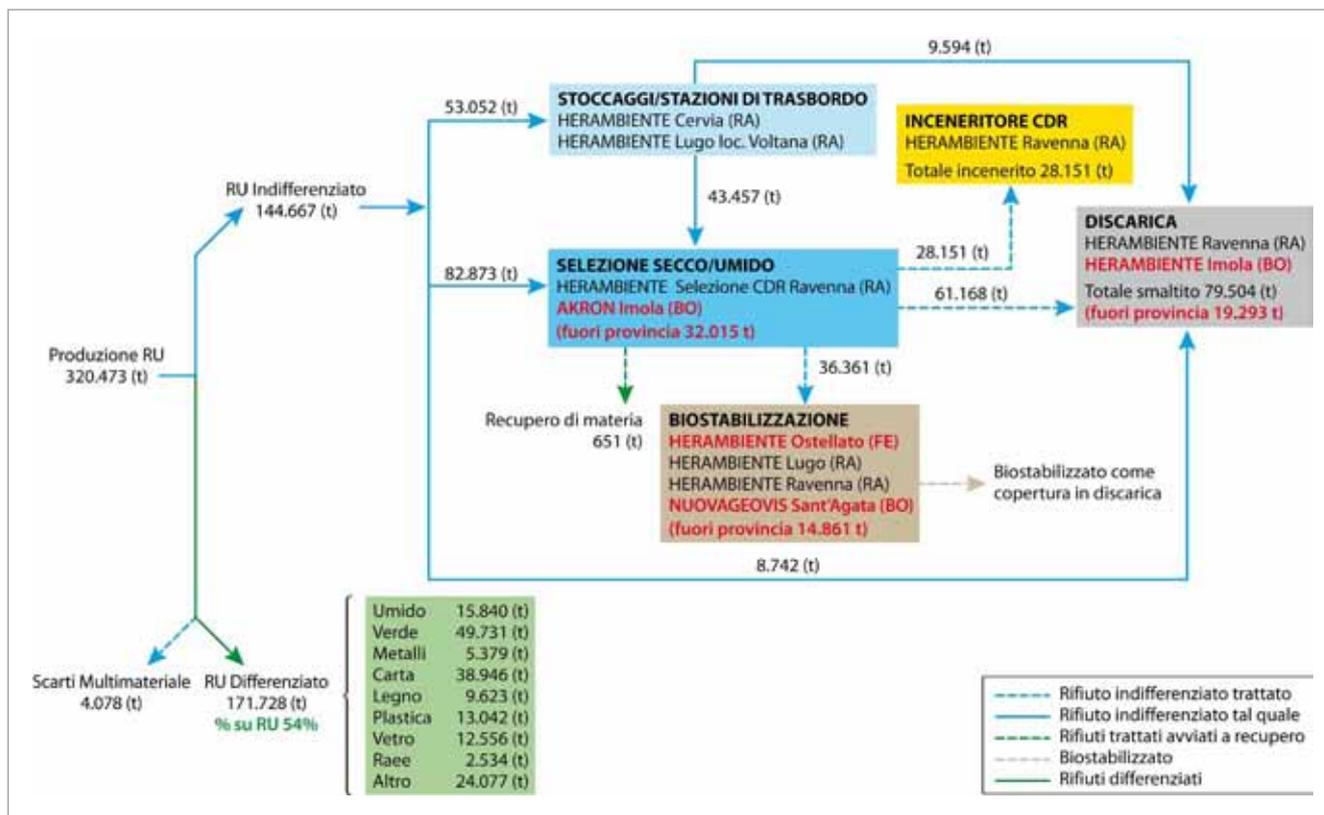 9.594 (t)
53.052 (t)
STOCCAGGI/STAZIONI DI TRASBORDO
HERAMBIENTE Cervia (RA)
HERAMBIENTE Lugo loc. Voltana (RA)
INCENERITORE CDR
HERAMBIENTE Ravenna (RA)
Totale incenerito 28.151 (t)
RU Indifferenziato
144.667 (t)
43.457 (t)
DISCARICA
HERAMBIENTE Ravenna (RA)
HERAMBIENTE Imola (BO)
Totale smaltito 79.504 (t)
(fuori provincia 19.293 t)
82.873 (t)
SELEZIONE SECCO/UMIDO
HERAMBIENTE Selezione CDR Ravenna (RA)
AKRON Imola (BO)
(fuori provincia 32.015 t)
28.151 (t)
61.168 (t)
Produzione RU
320.473 (t)
36.361 (t)
Recupero di materia
651 (t)
BIOSTABILIZZAZIONE
HERAMBIENTE Ostellato (FE)
HERAMBIENTE Lugo (RA)
HERAMBIENTE Ravenna (RA)
NUOVAGEOVIS Sant'Agata (BO)
(fuori provincia 14.861 t)
Biostabilizzato come
copertura in discarica
8.742 (t)
Scarti Multimateriale
4.078 (t)
RU Differenziato
171.728 (t)
% su RU 54%
Umido 15.840 (t)
Verde 49.731 (t)
Metalli 5.379 (t)
Carta 38.946 (t)
Legno 9.623 (t)
Plastica 13.042 (t)
Vetro 12.556 (t)
Raee 2.534 (t)
Altro 24.077 (t)
Rifiuto indifferenziato trattato
Rifiuto indifferenziato tal quale
Rifiuti trattati avviati a recupero
Biostabilizzato
Rifiuti differenziati